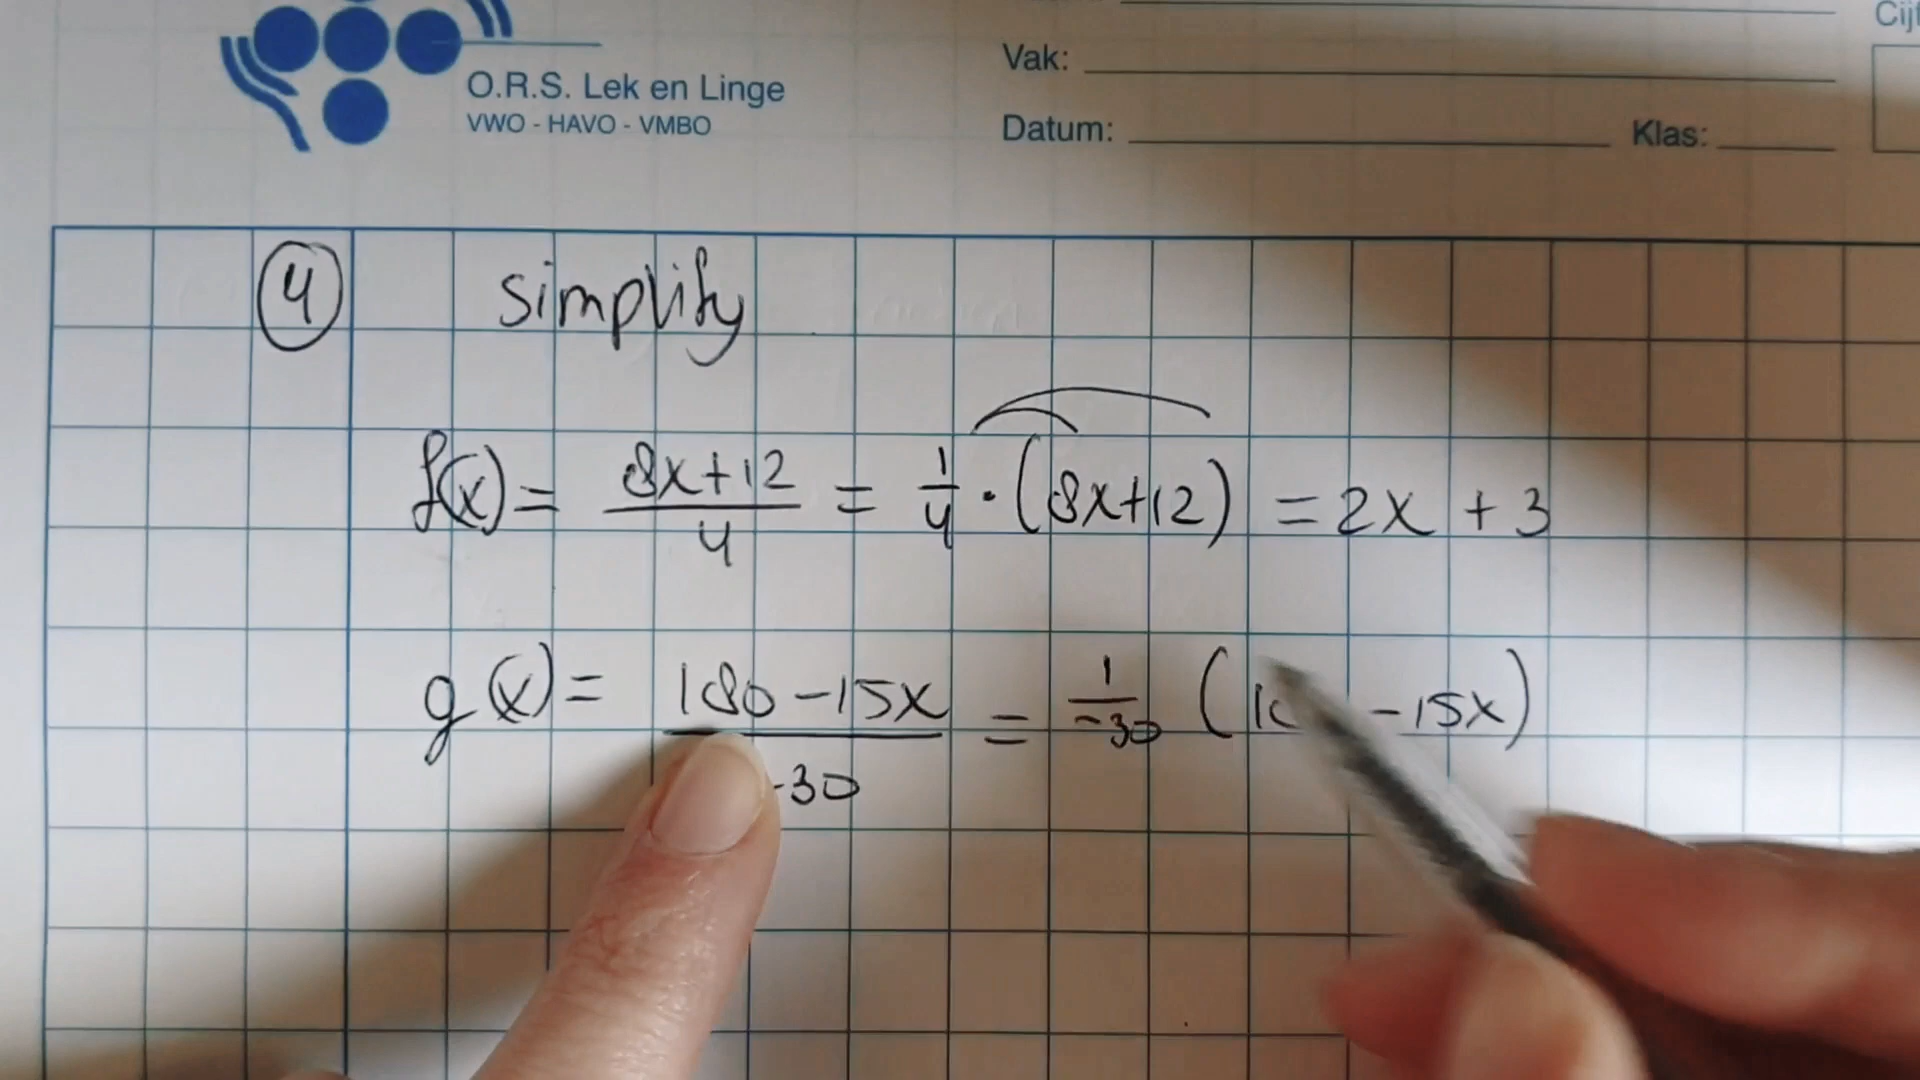 Cij
Vak:
O.R.S. Lek en Linge
VWO - HAVO - VMBO
Datum: Klas:
4 simplify
f(x) = 8x+12/4 = 1/4 · (8x+12) = 2x + 3
g(x) = 180 - 15x/-30 = 1/-30 ( - 15x)